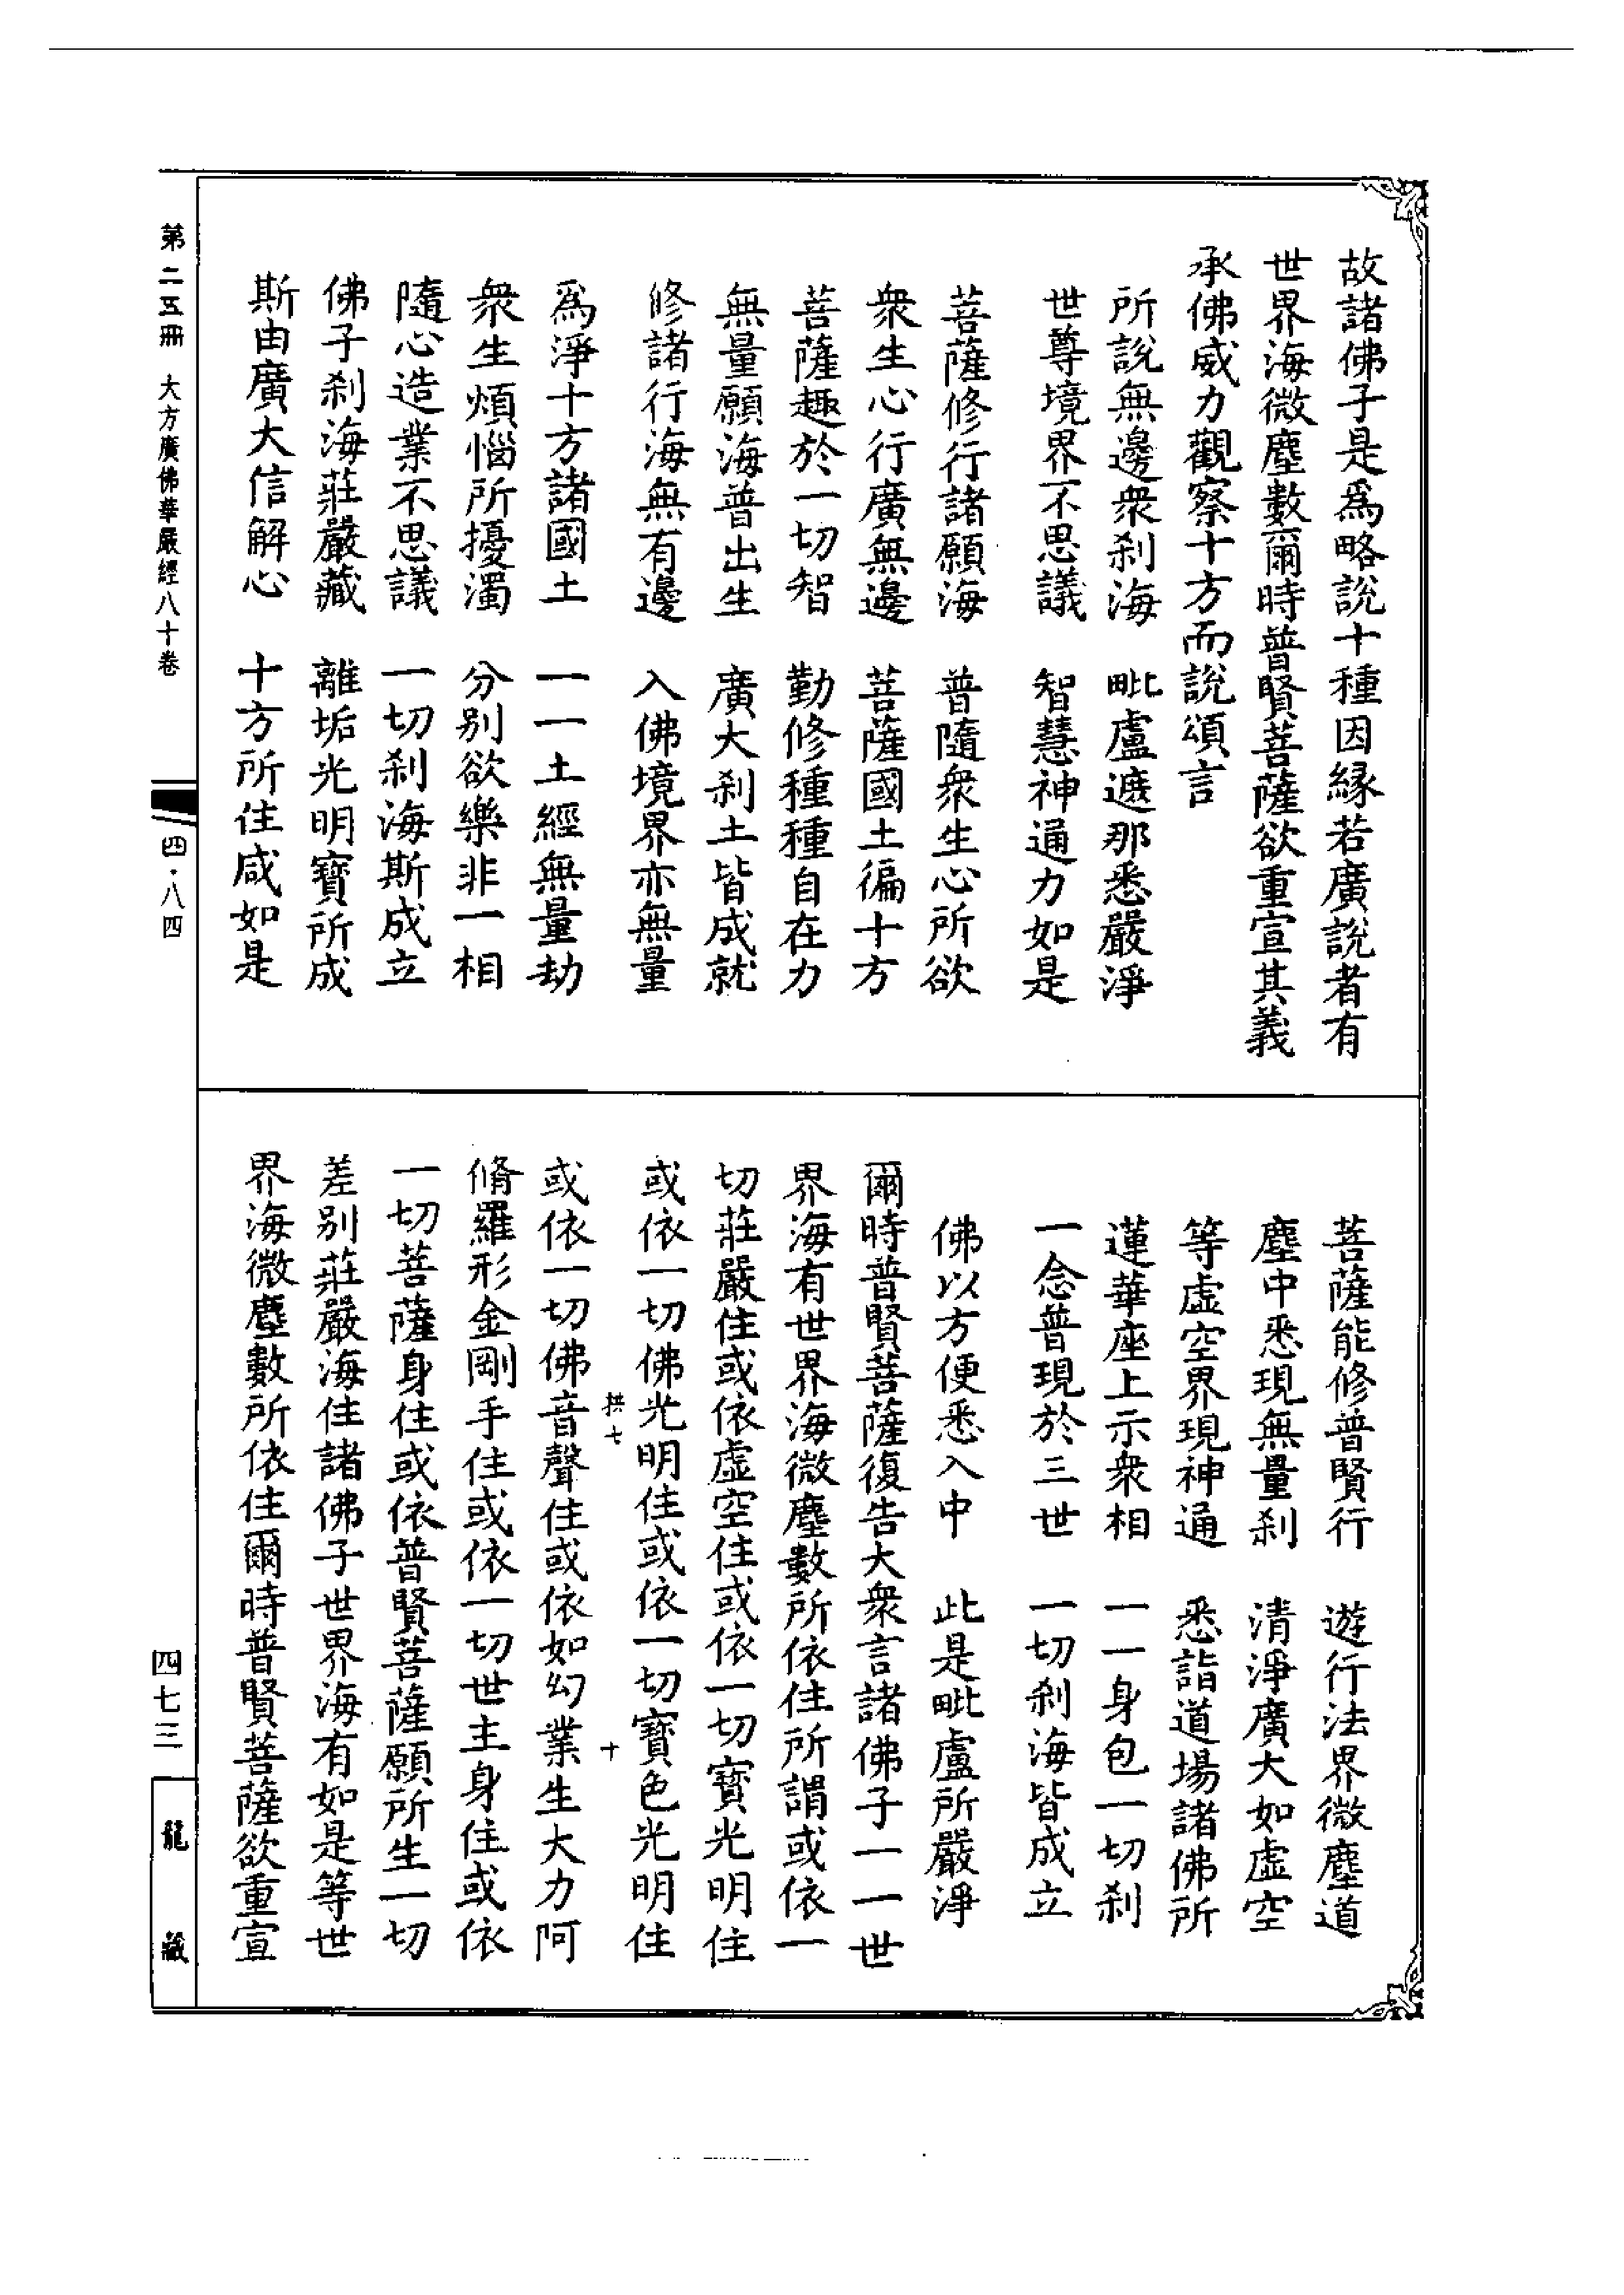 故諸佛子是爲略說十種因緣若廣說者有
世界海微塵數爾時普賢菩薩欲重宣其義
承佛威力觀察十方而說頌言
所說無邊衆刹海　毗盧遮那悉嚴淨
世尊境界不思議　智慧神通力如是
菩薩修行諸願海　普隨衆生心所欲
衆生心行廣無邊　菩薩國土徧十方
菩薩趣於一切智　勤修種種自在力
無量願海普出生　廣大刹土皆成就
修諸行海無有邊　入佛境界亦無量
爲淨十方諸國土　一一土經無量劫
衆生煩惱所擾濁　分别欲樂非一相
隨心造業不思議　一切刹海斯成立
佛子刹海莊嚴藏　離垢光明寶所成
斯由廣大信解心　十方所住咸如是
菩薩能修普賢行　遊行法界微塵道
塵中悉現無量刹　清淨廣大如虛空
等虛空界現神通　悉詣道場諸佛所
蓮華座上示衆相　一一身包一切刹
一念普現於三世　一切刹海皆成立
佛以方便悉入中　此是毗盧所嚴淨
爾時普賢菩薩復告大衆言諸佛子一一世
界海有世界海微塵數所依住所謂或依一
切莊嚴住或依虛空住或依一切寶光明住
或依一切佛光明住或依一切寶色光明住
拱七　十
或依一切佛音聲住或依如幻業生大力阿
脩羅形金剛手住或依一切世主身住或依
一切菩薩身住或依普賢菩薩願所生一切
差别莊嚴海住諸佛子世界海有如是等世
界海微塵數所依住爾時普賢菩薩欲重宣
第二五冊　大方廣佛華嚴經八十卷
四·八四
四七三
龍藏